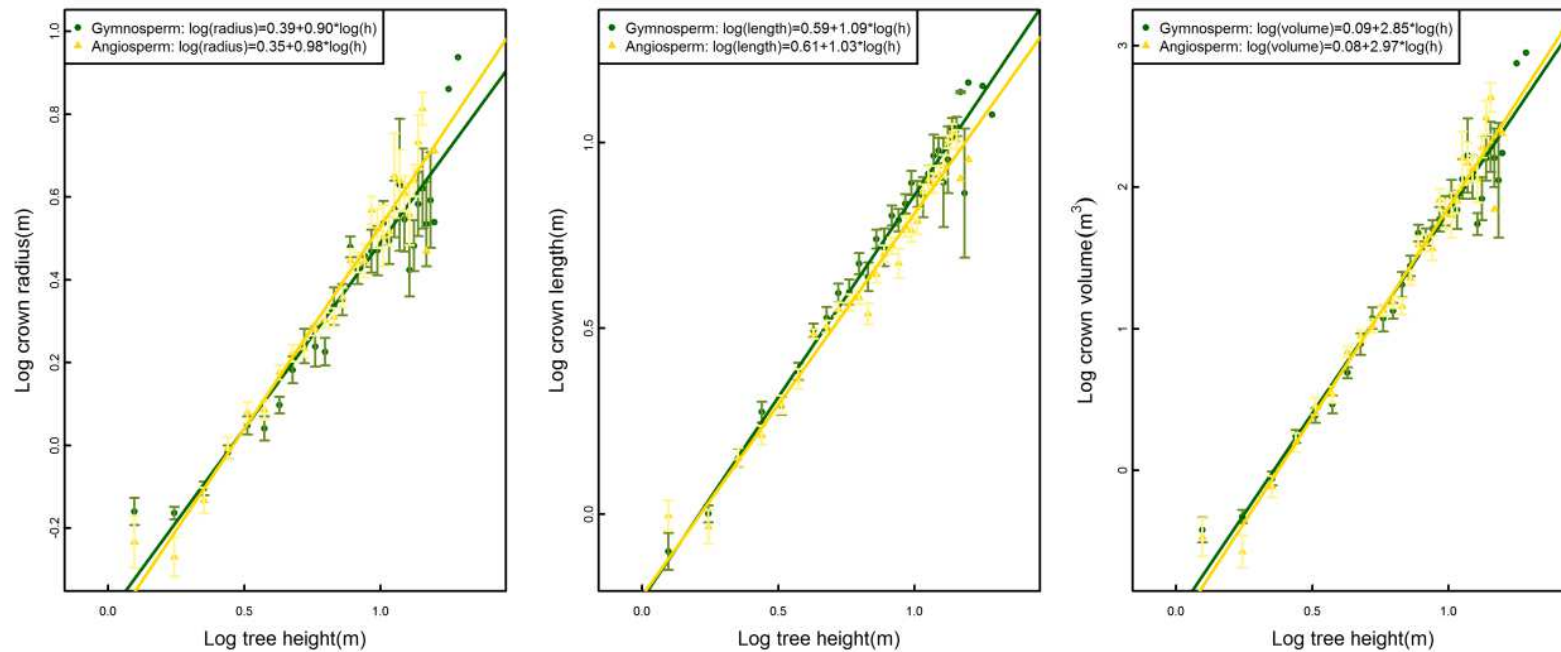 Gymnosperm: log(radius)=0.39+0.90*log(h)
Angiosperm: log(radius)=0.35+0.98*log(h)
Log crown radius(m)
1.0
0.8
0.6
0.4
0.2
0.0
-0.2
0.0 0.5 1.0
Log tree height(m)
Gymnosperm: log(length)=0.59+1.09*log(h)
Angiosperm: log(length)=0.61+1.03*log(h)
Log crown length(m)
1.0
0.5
0.0
0.0 0.5 1.0
Log tree height(m)
Gymnosperm: log(volume)=0.09+2.85*log(h)
Angiosperm: log(volume)=0.08+2.97*log(h)
Log crown volume(m³)
3
2
1
0
0.0 0.5 1.0
Log tree height(m)